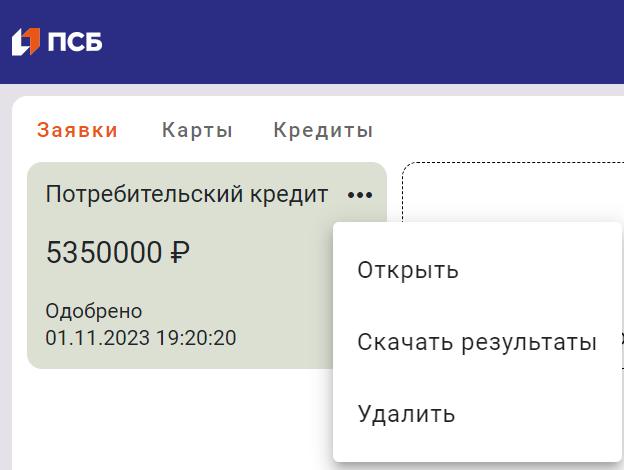 ПСБ
Заявки Карты Кредиты
Потребительский кредит •••
5350000 ₽
Одобрено
01.11.2023 19:20:20
Открыть
Скачать результаты
Удалить